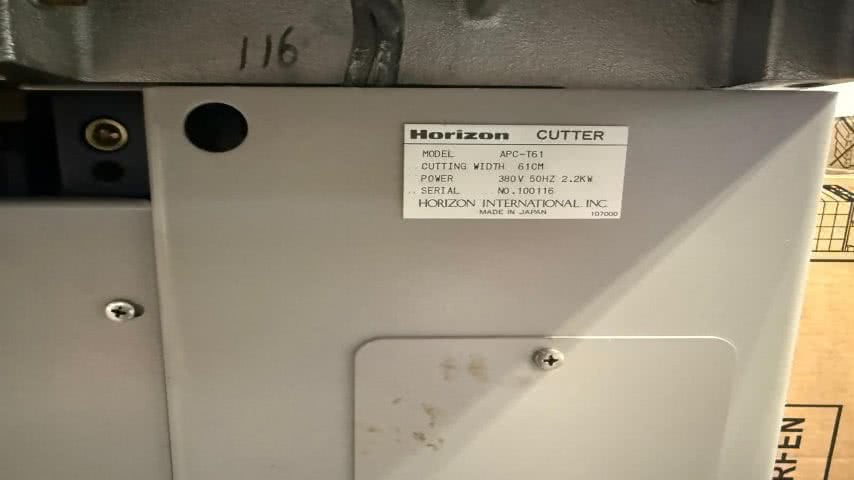 116
Horizon CUTTER
MODEL APC-T61
CUTTING WIDTH 61CM
POWER 380V 50HZ 2.2KW
SERIAL NO.100116
HORIZON INTERNATIONAL INC.
MADE IN JAPAN 107000
RFEN